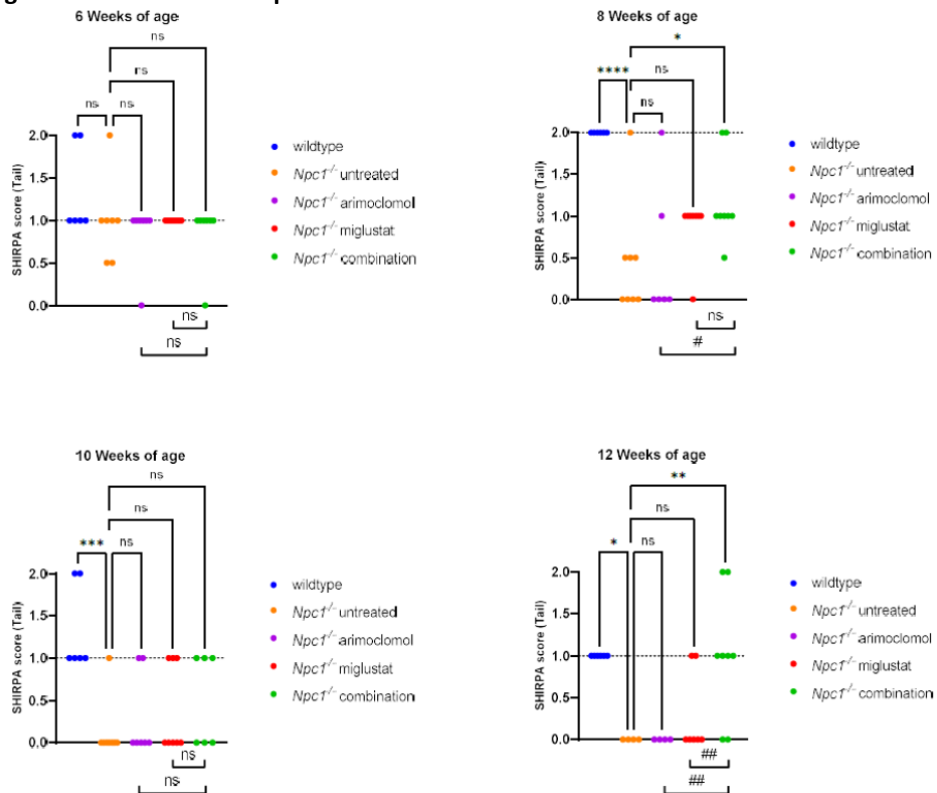 6 Weeks of age
ns
ns
ns
ns
2.0
1.5
1.0
0.5
0.0
SHIRPA score (Tail)
wildtype
Npc1-/- untreated
Npc1-/- arimoclomol
Npc1-/- miglustat
Npc1-/- combination
ns
ns
8 Weeks of age
*
****
ns
ns
2.0
1.5
1.0
0.5
0.0
SHIRPA score (Tail)
wildtype
Npc1-/- untreated
Npc1-/- arimoclomol
Npc1-/- miglustat
Npc1-/- combination
ns
#
10 Weeks of age
ns
ns
***
ns
2.0
1.5
1.0
0.5
0.0
SHIRPA score (Tail)
wildtype
Npc1-/- untreated
Npc1-/- arimoclomol
Npc1-/- miglustat
Npc1-/- combination
ns
ns
12 Weeks of age
**
ns
*
ns
2.0
1.5
1.0
0.5
0.0
SHIRPA score (Tail)
wildtype
Npc1-/- untreated
Npc1-/- arimoclomol
Npc1-/- miglustat
Npc1-/- combination
##
##